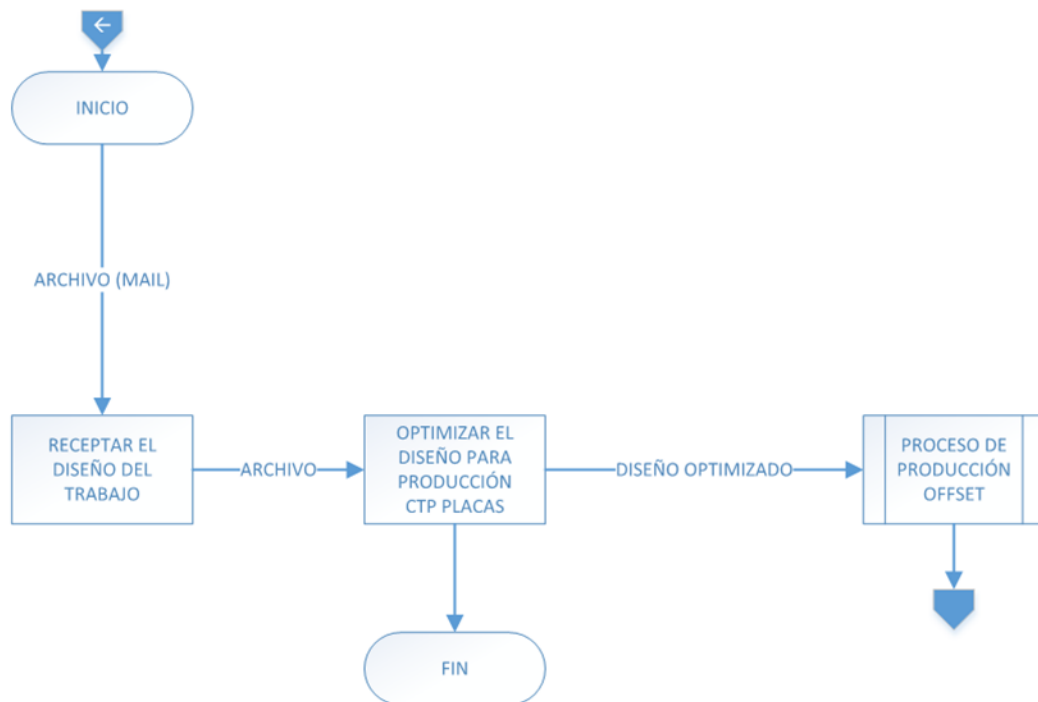 INICIO
ARCHIVO (MAIL)
RECEPTAR EL
DISEÑO DEL
TRABAJO
ARCHIVO
OPTIMIZAR EL
DISEÑO PARA
PRODUCCIÓN
CTP PLACAS
DISEÑO OPTIMIZADO
PROCESO DE
PRODUCCIÓN
OFFSET
FIN